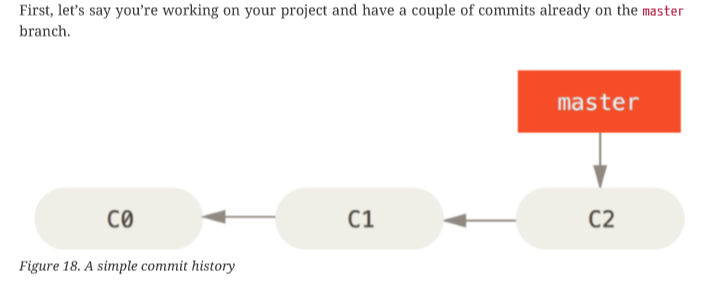 First, let’s say you’re working on your project and have a couple of commits already on the master
branch.
master
C0
C1
C2
Figure 18. A simple commit history